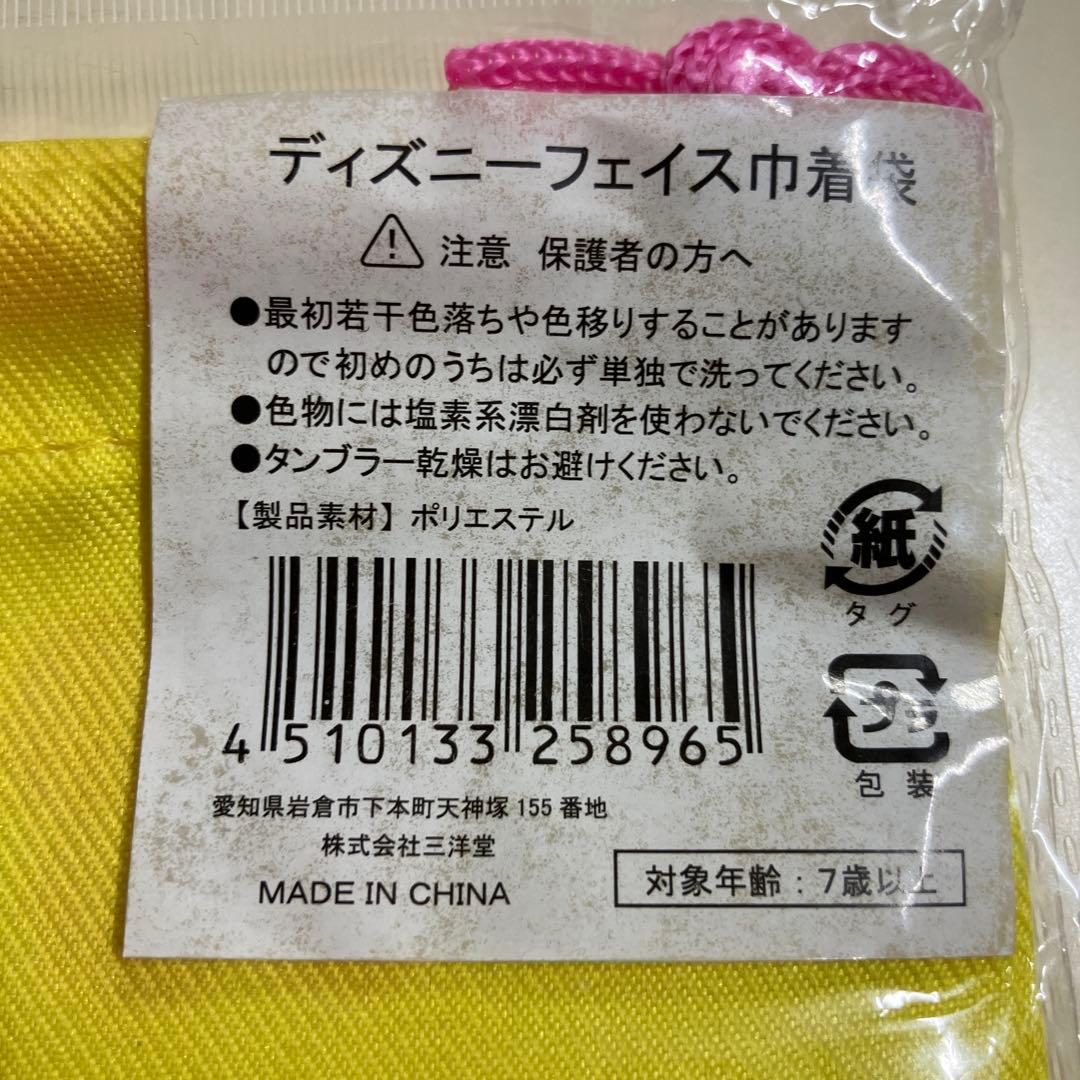 ディズニーフェイス巾着袋
注意 保護者の方へ
●最初若干色落ちや色移りすることがあります
ので初めのうちは必ず単独で洗ってください。
●色物には塩素系漂白剤を使わないでください。
●タンブラー乾燥はお避けください。
【製品素材】ポリエステル
紙
タグ
4 510133 258965
プラ
包装
愛知県岩倉市下本町天神塚155番地
株式会社三洋堂
MADE IN CHINA
対象年齢：7歳以上